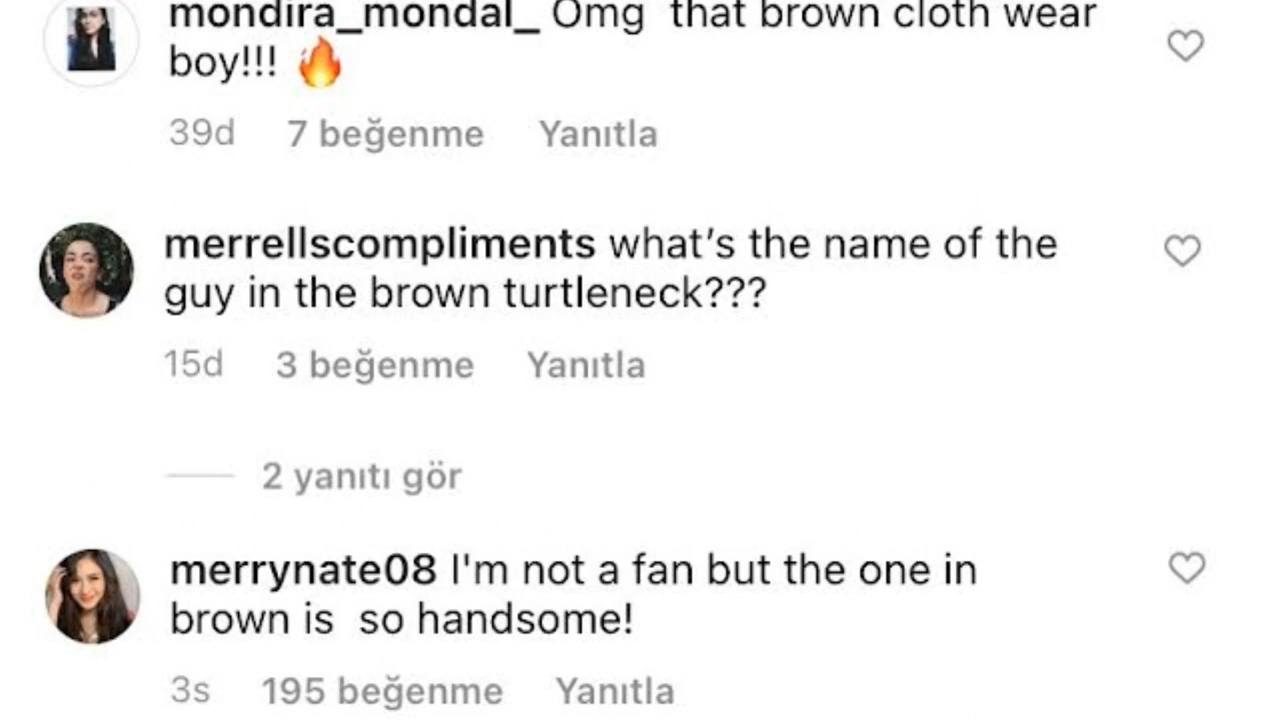 mondira_mondal_ Omg  that brown cloth wear
boy!!! 🔥
39d 7 beğenme Yanıtla
merrellscompliments what’s the name of the
guy in the brown turtleneck???
15d 3 beğenme Yanıtla
2 yanıtı gör
merrynate08 I'm not a fan but the one in
brown is  so handsome!
3s 195 beğenme Yanıtla